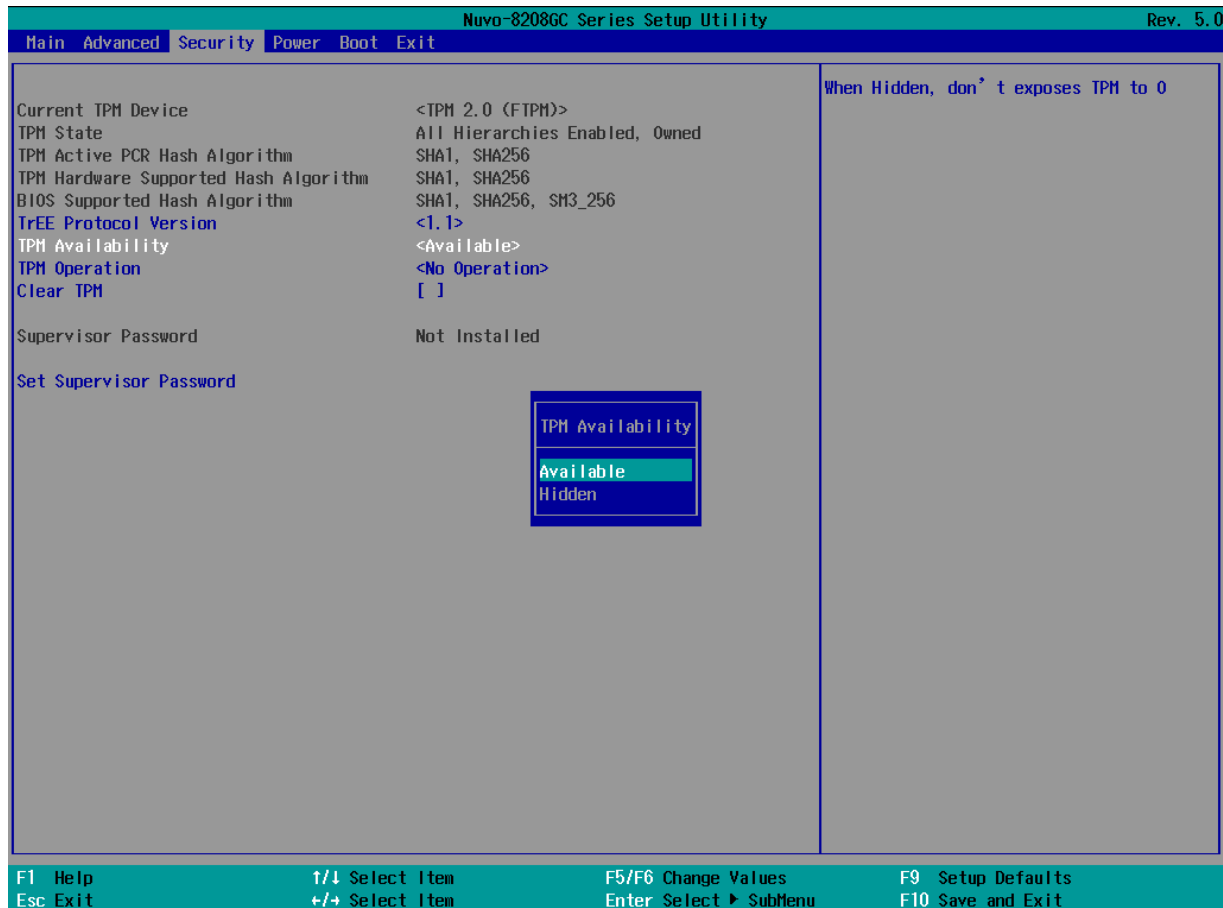 Nuvo-8208GC Series Setup Utility Rev. 5.0
Main Advanced Security Power Boot Exit
When Hidden, don't exposes TPM to O
Current TPM Device <TPM 2.0 (FTPM)>
TPM State All Hierarchies Enabled, Owned
TPM Active PCR Hash Algorithm SHA1, SHA256
TPM Hardware Supported Hash Algorithm SHA1, SHA256
BIOS Supported Hash Algorithm SHA1, SHA256, SM3_256
TrEE Protocol Version <1.1>
TPM Availability <Available>
TPM Operation <No Operation>
Clear TPM [ ]
Supervisor Password Not Installed
Set Supervisor Password
TPM Availability
Available
Hidden
F1 Help ↑/↓ Select Item F5/F6 Change Values F9 Setup Defaults
Esc Exit ←/→ Select Item Enter Select ► SubMenu F10 Save and Exit